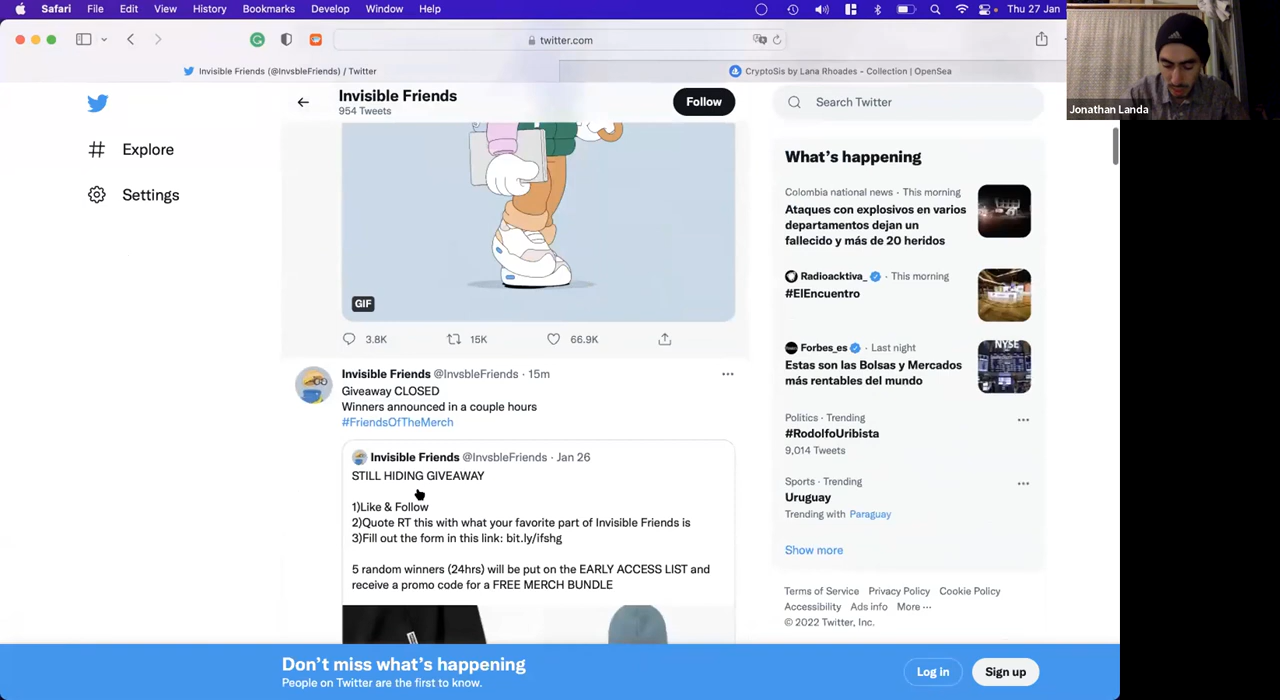 Safari File Edit View History Bookmarks Develop Window Help Thu 27 Jan
twitter.com
Invisible Friends (@InvsbleFriends) / Twitter
CryptoSis by Lana Rhoades - Collection | OpenSea
Jonathan Landa
Explore
Settings
Invisible Friends
954 Tweets
Follow
GIF
3.8K 15K 66.9K
Invisible Friends @InvsbleFriends · 15m
Giveaway CLOSED
Winners announced in a couple hours
#FriendsOfTheMerch
Invisible Friends @InvsbleFriends · Jan 26
STILL HIDING GIVEAWAY
1)Like & Follow
2)Quote RT this with what your favorite part of Invisible Friends is
3)Fill out the form in this link: bit.ly/ifshg
5 random winners (24hrs) will be put on the EARLY ACCESS LIST and
receive a promo code for a FREE MERCH BUNDLE
Search Twitter
What's happening
Colombia national news · This morning
Ataques con explosivos en varios
departamentos dejan un
fallecido y más de 20 heridos
Radioacktiva_ · This morning
#ElEncuentro
Forbes_es · Last night
Estas son las Bolsas y Mercados
más rentables del mundo
NYSE
Politics · Trending
#RodolfoUribista
9,014 Tweets
Sports · Trending
Uruguay
Trending with Paraguay
Show more
Terms of Service Privacy Policy Cookie Policy
Accessibility Ads info More ···
© 2022 Twitter, Inc.
Don't miss what's happening
People on Twitter are the first to know.
Log in
Sign up